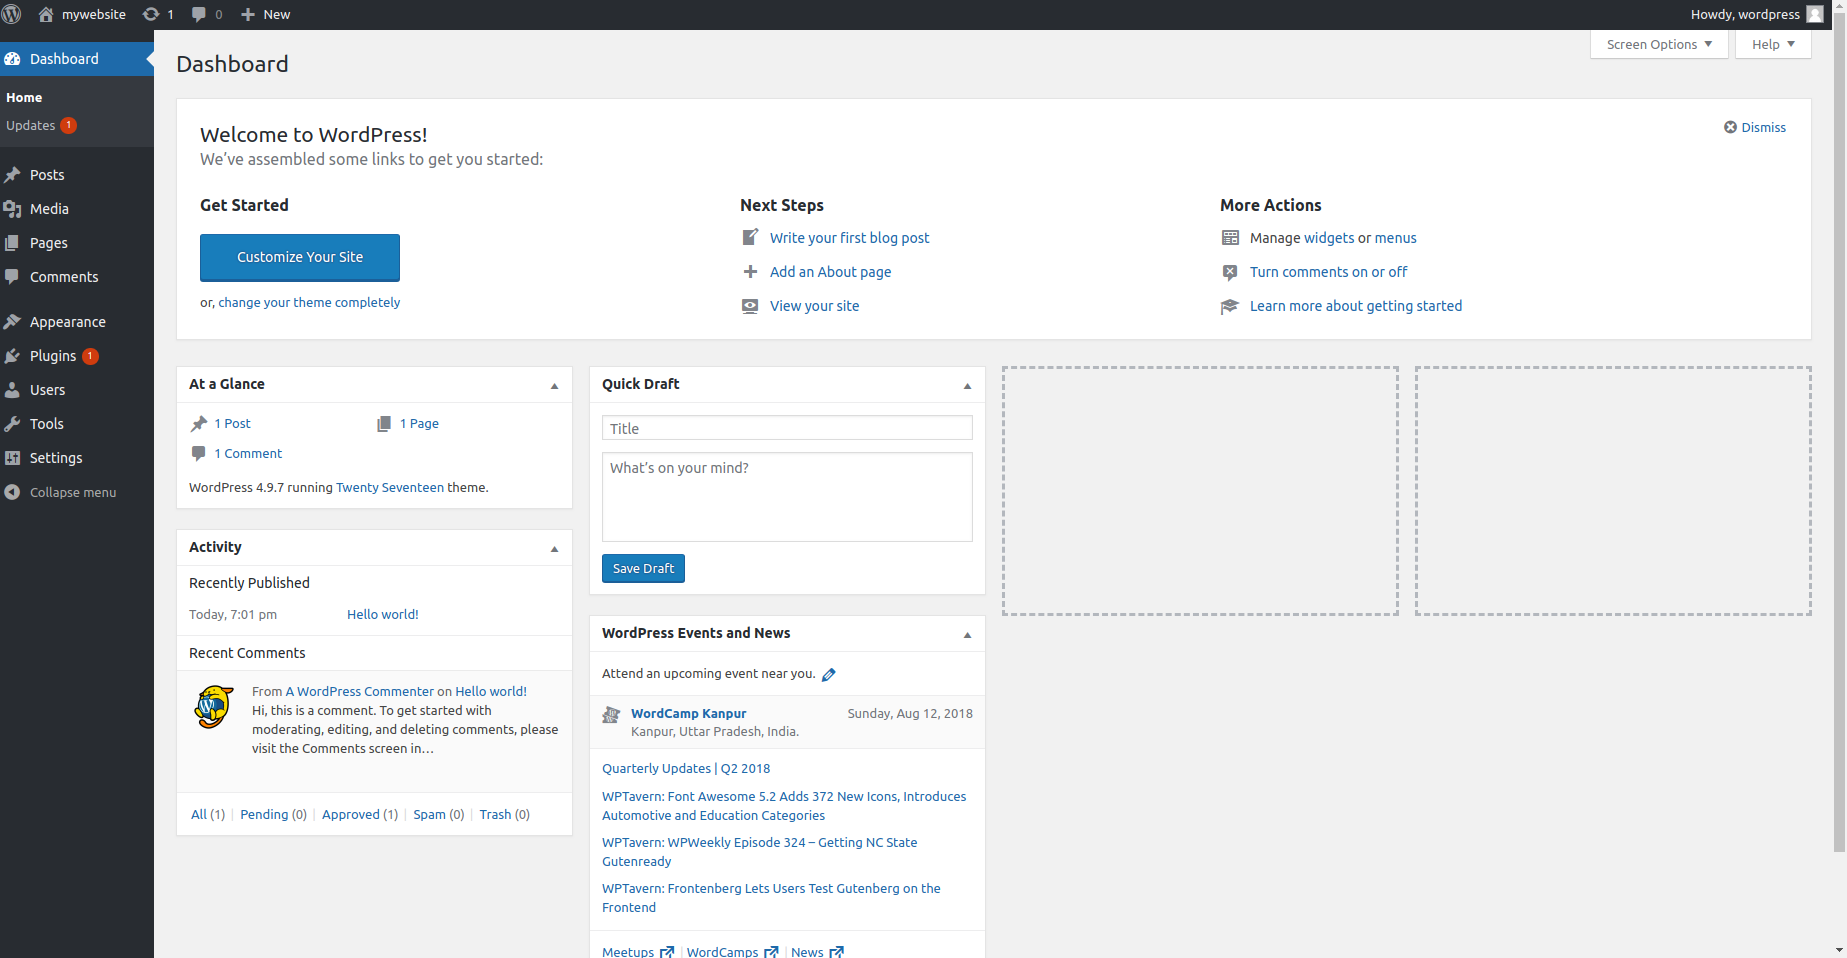 mywebsite 1 0 New Howdy, wordpress
Screen Options Help
Dashboard
Home
Updates 1
Posts
Media
Pages
Comments
Appearance
Plugins 1
Users
Tools
Settings
Collapse menu
Dashboard
Welcome to WordPress!
We’ve assembled some links to get you started:
Dismiss
Get Started
Customize Your Site
or, change your theme completely
Next Steps
Write your first blog post
Add an About page
View your site
More Actions
Manage widgets or menus
Turn comments on or off
Learn more about getting started
At a Glance
1 Post 1 Page
1 Comment
WordPress 4.9.7 running Twenty Seventeen theme.
Activity
Recently Published
Today, 7:01 pm Hello world!
Recent Comments
From A WordPress Commenter on Hello world!
Hi, this is a comment. To get started with
moderating, editing, and deleting comments, please
visit the Comments screen in…
All (1) | Pending (0) | Approved (1) | Spam (0) | Trash (0)
Quick Draft
Title
What’s on your mind?
Save Draft
WordPress Events and News
Attend an upcoming event near you.
WordCamp Kanpur Sunday, Aug 12, 2018
Kanpur, Uttar Pradesh, India.
Quarterly Updates | Q2 2018
WPTavern: Font Awesome 5.2 Adds 372 New Icons, Introduces
Automotive and Education Categories
WPTavern: WPWeekly Episode 324 – Getting NC State
Gutenready
WPTavern: Frontenberg Lets Users Test Gutenberg on the
Frontend
Meetups | WordCamps | News